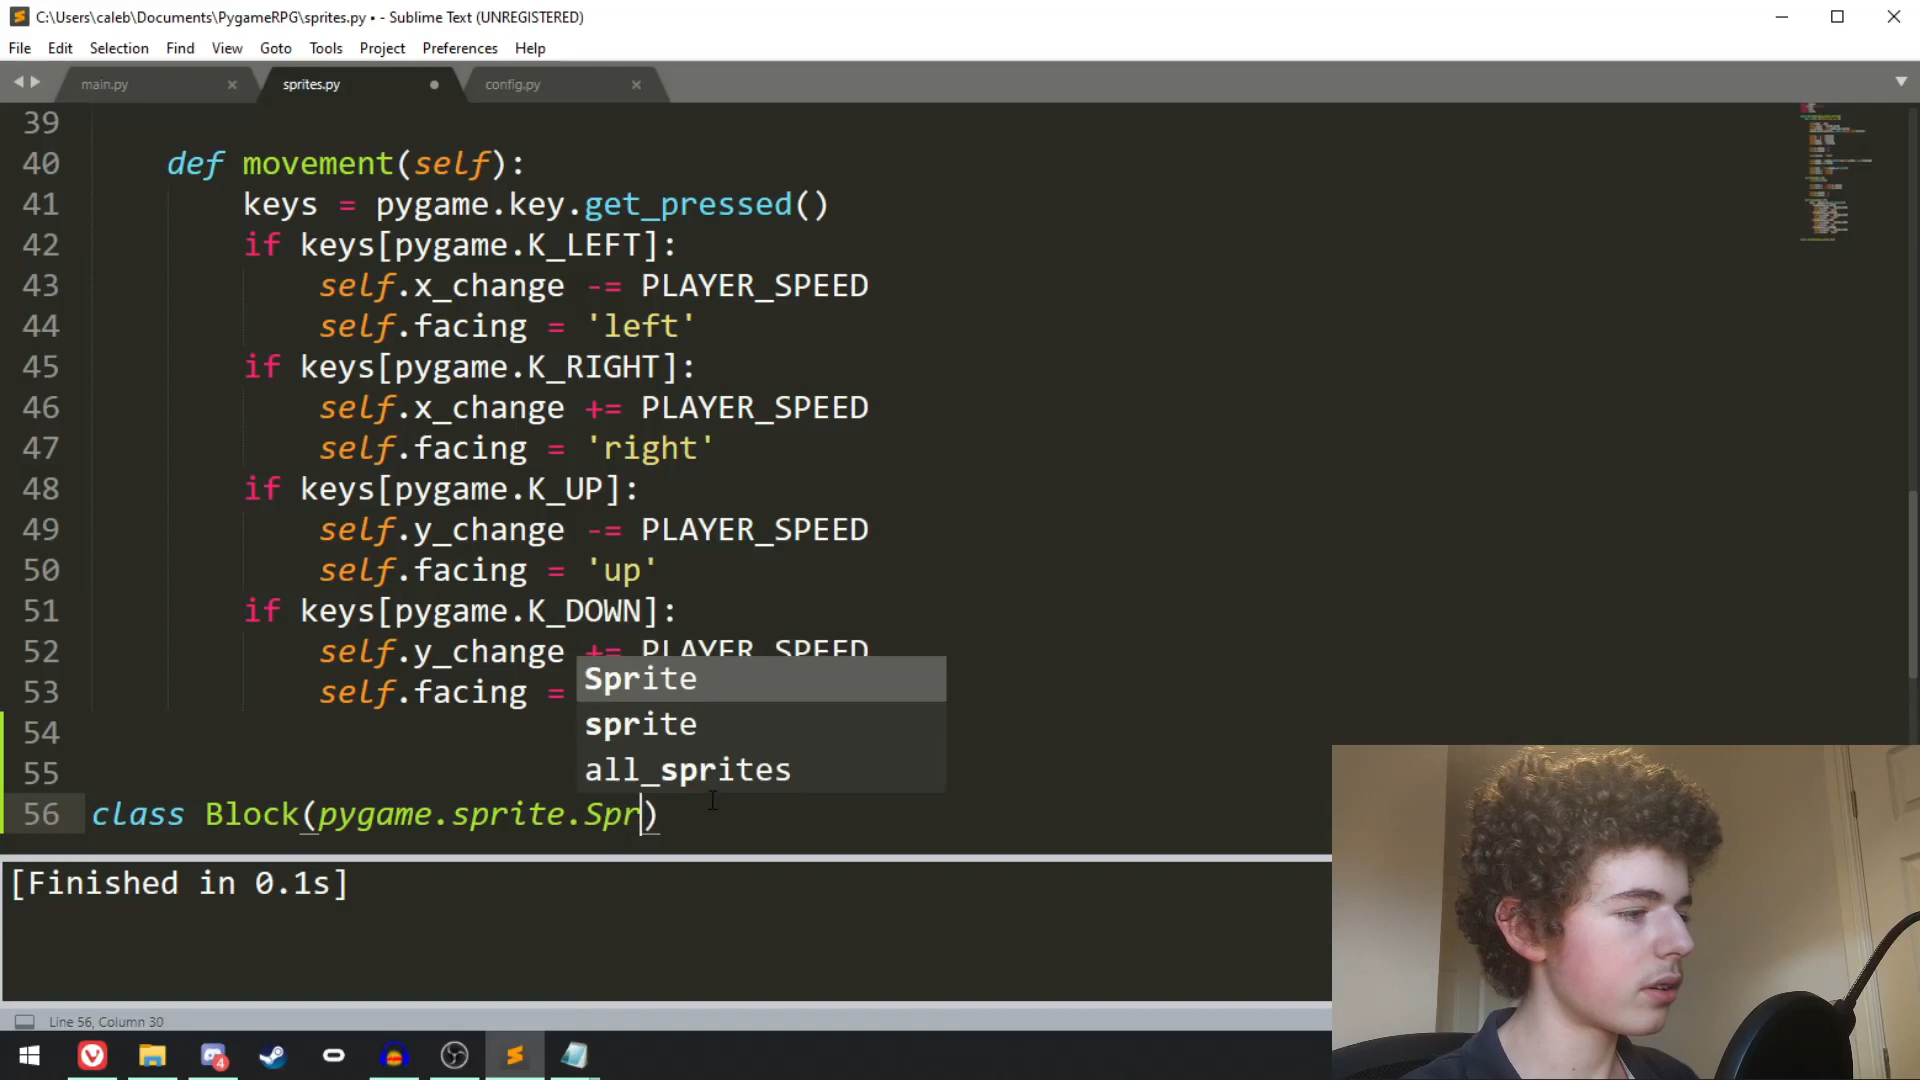 C:\Users\caleb\Documents\PygameRPG\sprites.py • - Sublime Text (UNREGISTERED)
File Edit Selection Find View Goto Tools Project Preferences Help
main.py sprites.py config.py
39
40 def movement(self):
41 keys = pygame.key.get_pressed()
42 if keys[pygame.K_LEFT]:
43 self.x_change -= PLAYER_SPEED
44 self.facing = 'left'
45 if keys[pygame.K_RIGHT]:
46 self.x_change += PLAYER_SPEED
47 self.facing = 'right'
48 if keys[pygame.K_UP]:
49 self.y_change -= PLAYER_SPEED
50 self.facing = 'up'
51 if keys[pygame.K_DOWN]:
52 self.y_change += PLAYER_SPEED
53 self.facing =
Sprite
sprite
all_sprites
54
55
56 class Block(pygame.sprite.Spr)
[Finished in 0.1s]
Line 56, Column 30
4